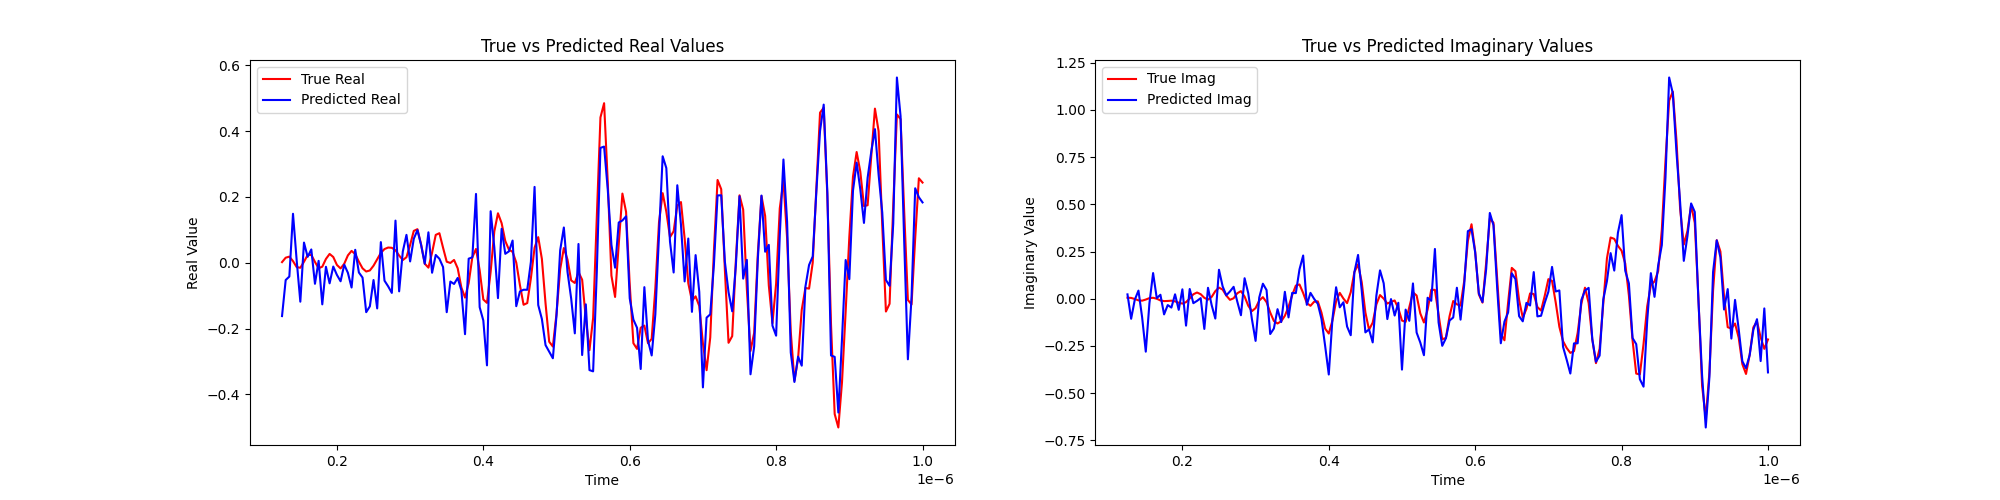 True vs Predicted Real Values
True Real
Predicted Real
Real Value
0.6
0.4
0.2
0.0
−0.2
−0.4
0.2
0.4
0.6
0.8
1.0
1e−6
Time
True vs Predicted Imaginary Values
True Imag
Predicted Imag
Imaginary Value
1.25
1.00
0.75
0.50
0.25
0.00
−0.25
−0.50
−0.75
0.2
0.4
0.6
0.8
1.0
1e−6
Time